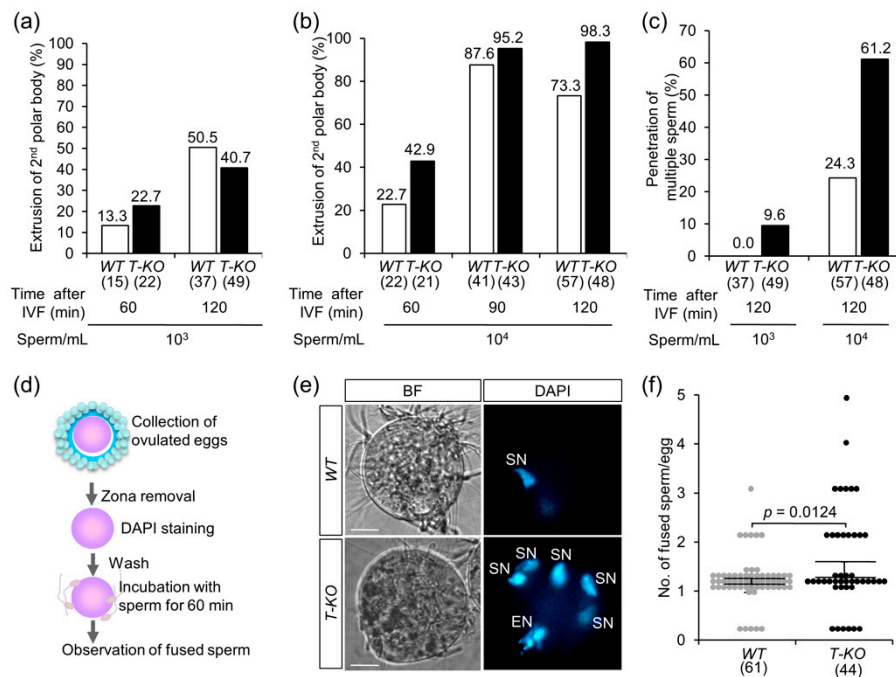 (a)
Extrusion of 2nd polar body (%)
100
90
80
70
60
50
40
30
20
10
0
13.3
22.7
50.5
40.7
WT T-KO WT T-KO
(15) (22) (37) (49)
Time after
IVF (min)
60
120
Sperm/mL
10³
(b)
Extrusion of 2nd polar body (%)
100
80
60
40
20
0
22.7
42.9
87.6
95.2
73.3
98.3
WT T-KO WT T-KO WT T-KO
(22) (21) (41) (43) (57) (48)
60
90
120
10⁴
(c)
Penetration of
multiple sperm (%)
70
60
50
40
30
20
10
0
0.0
9.6
24.3
61.2
WT T-KO WT T-KO
(37) (49) (57) (48)
Time after
IVF (min)
120
120
Sperm/mL
10³
10⁴
(d)
Collection of
ovulated eggs
Zona removal
DAPI staining
Wash
Incubation with
sperm for 60 min
Observation of fused sperm
(e)
BF
DAPI
WT
SN
T-KO
SN
SN
SN
SN
EN
SN
(f)
No. of fused sperm/egg
5
4
3
2
1
0
p = 0.0124
WT
(61)
T-KO
(44)